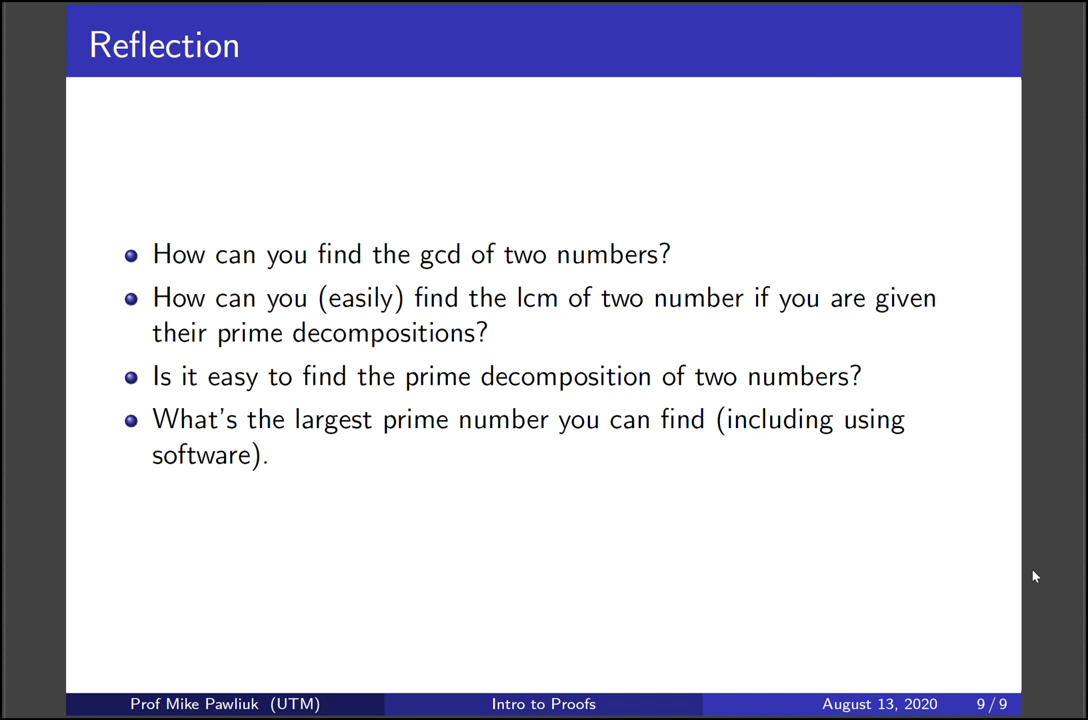 Reflection
How can you find the gcd of two numbers?
How can you (easily) find the lcm of two number if you are given
their prime decompositions?
Is it easy to find the prime decomposition of two numbers?
What's the largest prime number you can find (including using
software).
Prof Mike Pawliuk (UTM) Intro to Proofs August 13, 2020 9 / 9